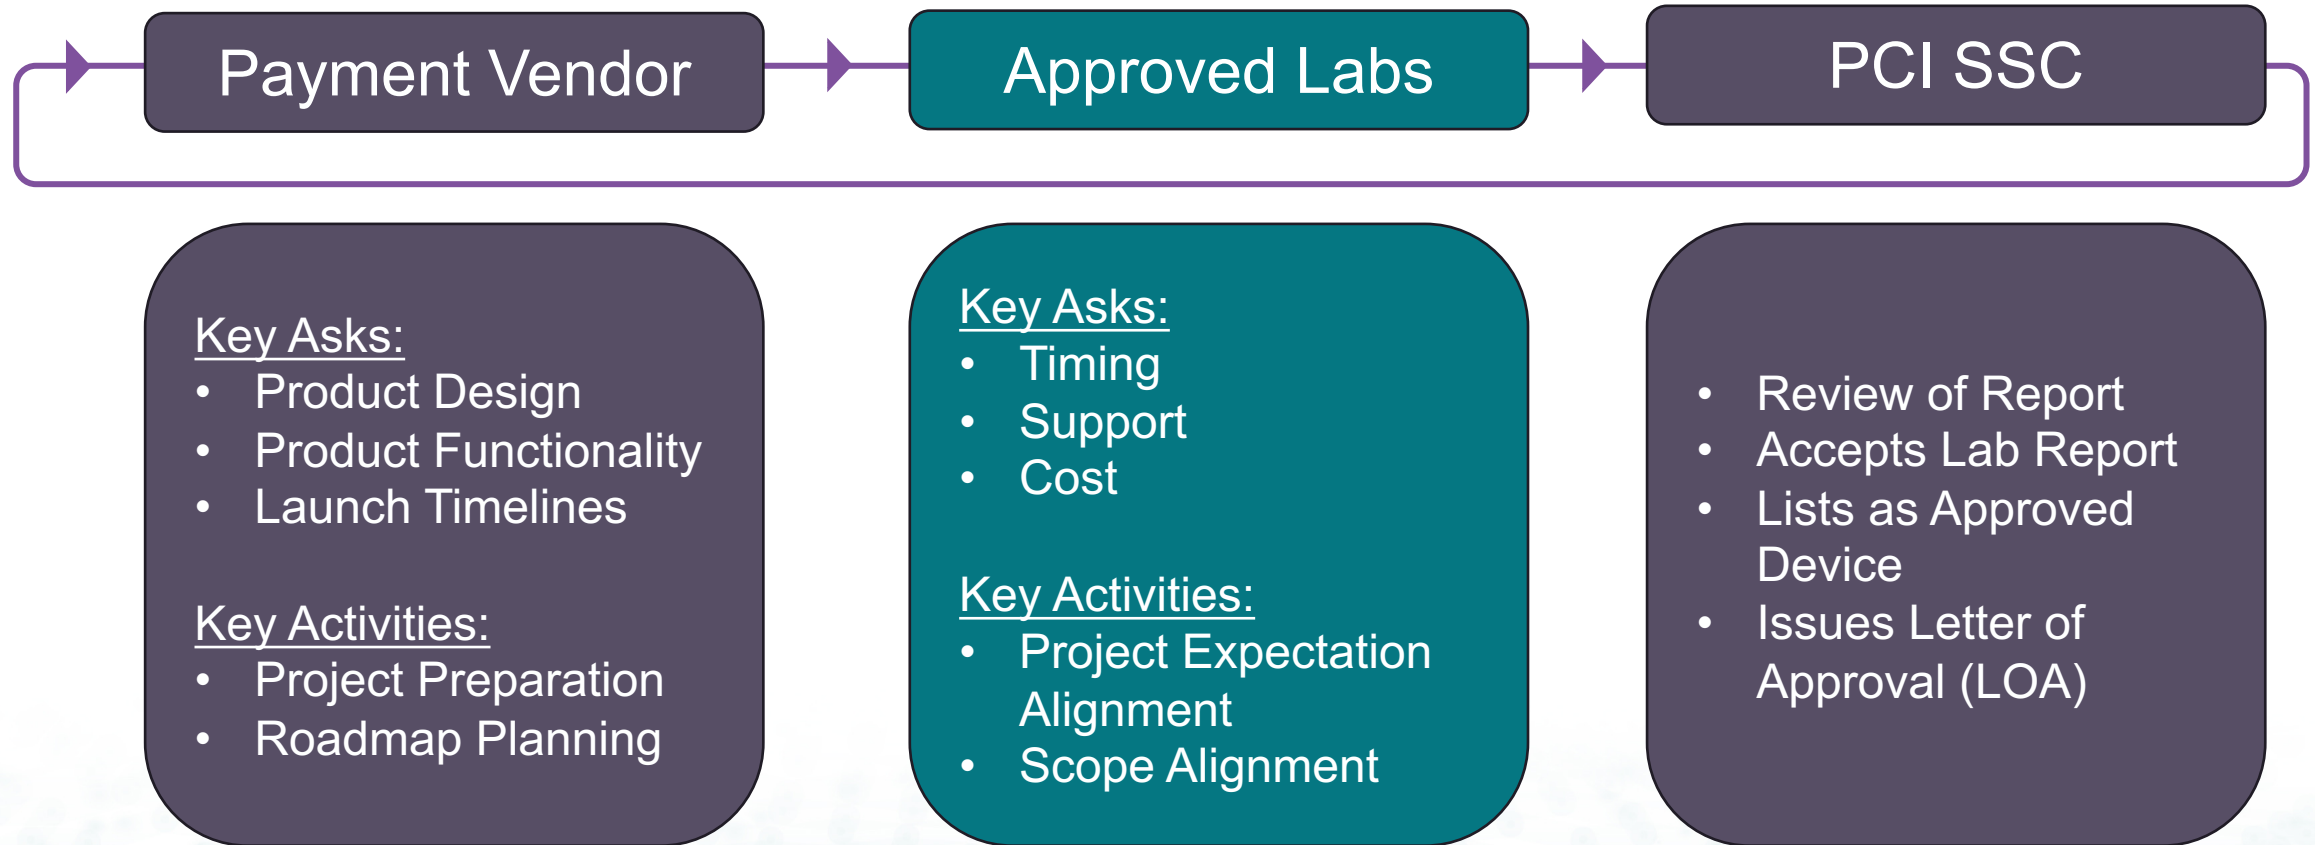 Payment Vendor
Approved Labs
PCI SSC
Key Asks:
• Product Design
• Product Functionality
• Launch Timelines
Key Activities:
• Project Preparation
• Roadmap Planning
Key Asks:
• Timing
• Support
• Cost
Key Activities:
• Project Expectation
Alignment
• Scope Alignment
• Review of Report
• Accepts Lab Report
• Lists as Approved
Device
• Issues Letter of
Approval (LOA)